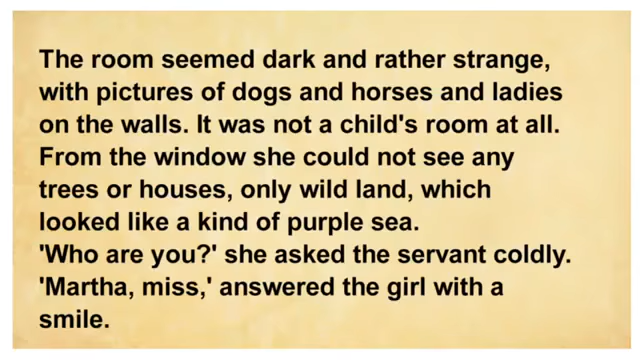 The room seemed dark and rather strange,
with pictures of dogs and horses and ladies
on the walls. It was not a child's room at all.
From the window she could not see any
trees or houses, only wild land, which
looked like a kind of purple sea.
'Who are you?' she asked the servant coldly.
'Martha, miss,' answered the girl with a
smile.